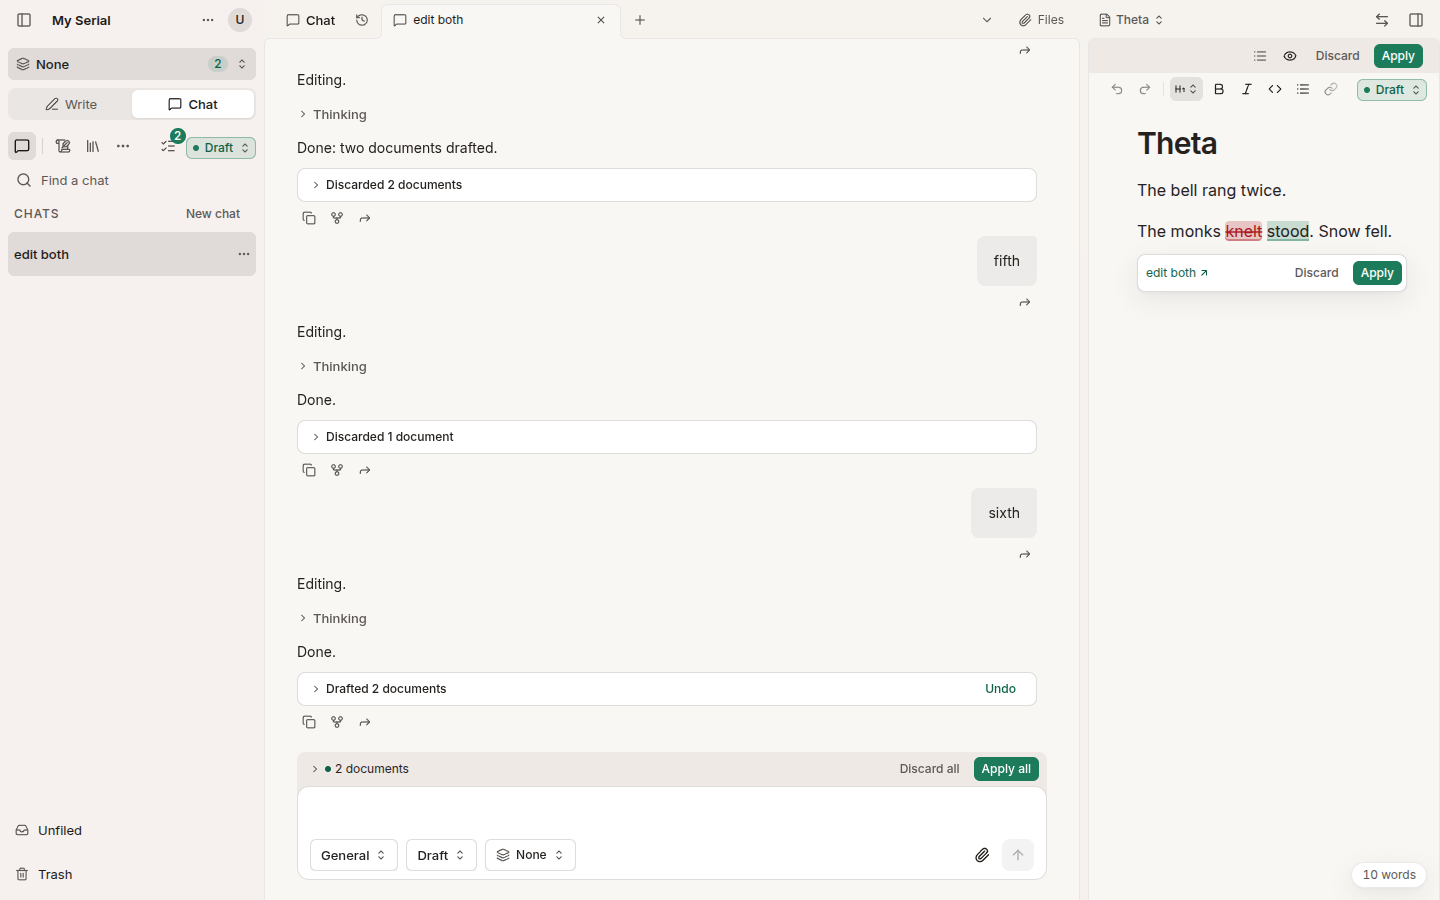 My Serial
U
None
2
Write
Chat
2
Draft
Find a chat
CHATS
New chat
edit both
Unfiled
Trash
Chat
edit both
Files
Editing.
Thinking
Done: two documents drafted.
Discarded 2 documents
fifth
Editing.
Thinking
Done.
Discarded 1 document
sixth
Editing.
Thinking
Done.
Drafted 2 documents
Undo
2 documents
Discard all
Apply all
General
Draft
None
Theta
Discard
Apply
H1
B
I
Draft
Theta
The bell rang twice.
The monks knelt stood. Snow fell.
edit both
Discard
Apply
10 words